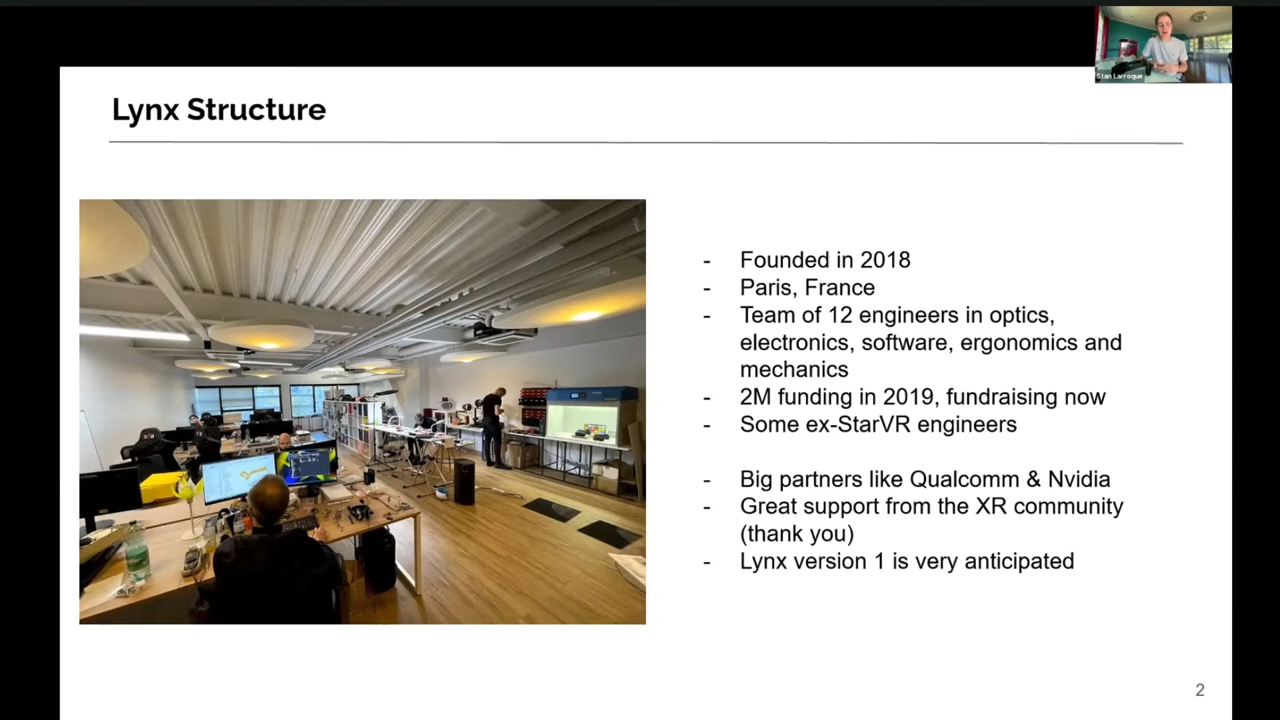 Stan Larroque
Lynx Structure
- Founded in 2018
- Paris, France
- Team of 12 engineers in optics,
electronics, software, ergonomics and
mechanics
- 2M funding in 2019, fundraising now
- Some ex-StarVR engineers
- Big partners like Qualcomm & Nvidia
- Great support from the XR community
(thank you)
- Lynx version 1 is very anticipated
2